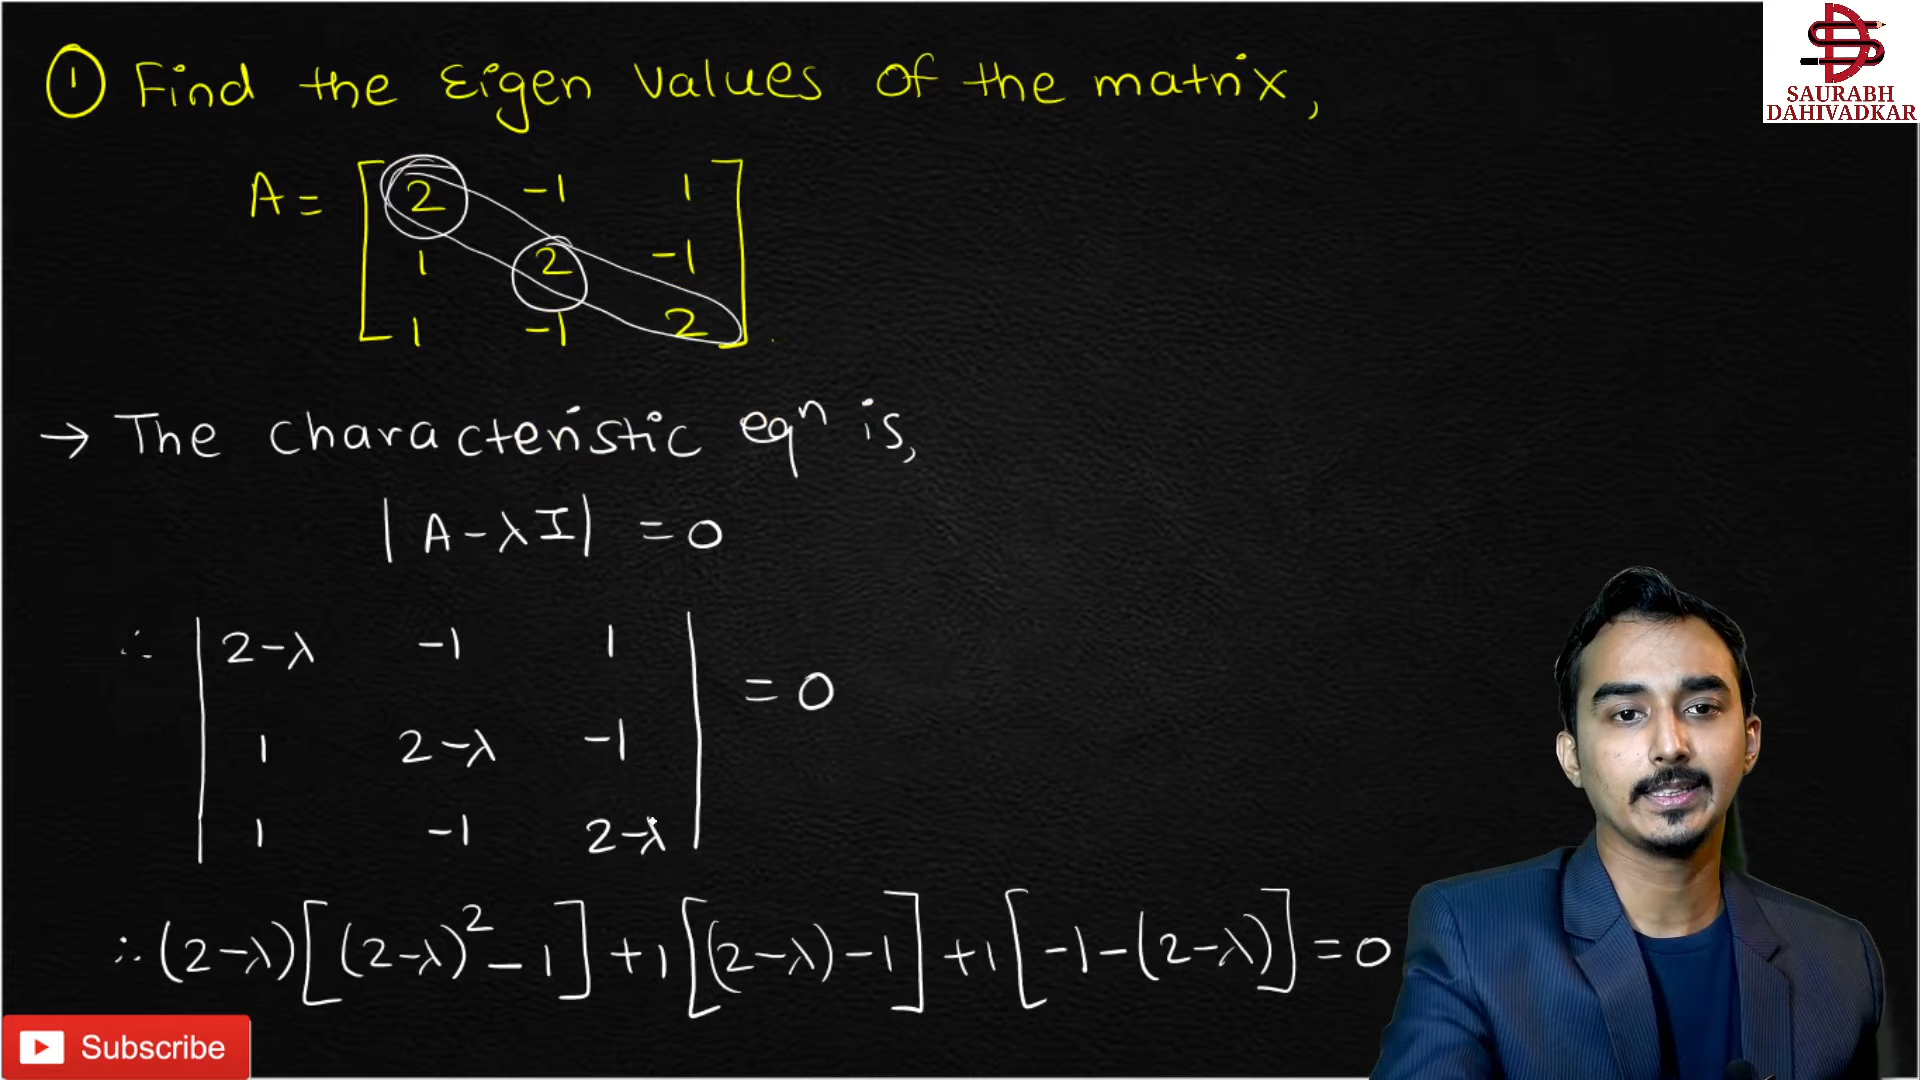 ① Find the Eigen values of the matrix,
SAURABH
DAHIVADKAR
A = [ 2 -1 1
1 2 -1
1 -1 2 ].
→ The characteristic eqⁿ is,
|A-λI| = 0
∴ | 2-λ -1 1 |
1 2-λ -1 = 0
1 -1 2-λ
∴ (2-λ)[(2-λ)² - 1] + 1[(2-λ) - 1] + 1[-1-(2-λ)] = 0
Subscribe